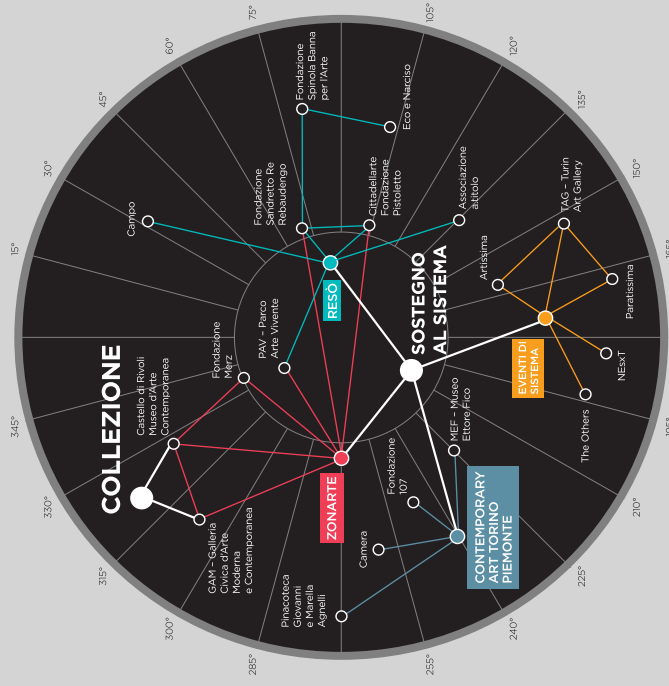 315°
330°
345°
15°
30°
45°
60°
75°
105°
120°
135°
150°
210°
225°
240°
255°
285°
300°
COLLEZIONE
Castello di Rivoli
Museo d'Arte
Contemporanea
GAM – Galleria
Civica d'Arte
Moderna
e Contemporanea
Campo
Fondazione
Merz
PAV – Parco
Arte Vivente
Fondazione
Sandretto Re
Rebaudengo
Fondazione
Spinola Banna
per l'Arte
Pinacoteca
Giovanni
e Marella
Agnelli
ZONARTE
RESÒ
Cittadellarte
Fondazione
Pistoletto
Eco e Narciso
Camera
Fondazione
107
SOSTEGNO
AL SISTEMA
MEF – Museo
Ettore Fico
Associazione
a.titolo
CONTEMPORARY
ART TORINO
PIEMONTE
Artissima
EVENTI DI
SISTEMA
TAG – Turin
Art Gallery
The Others
NEsxT
Paratissima